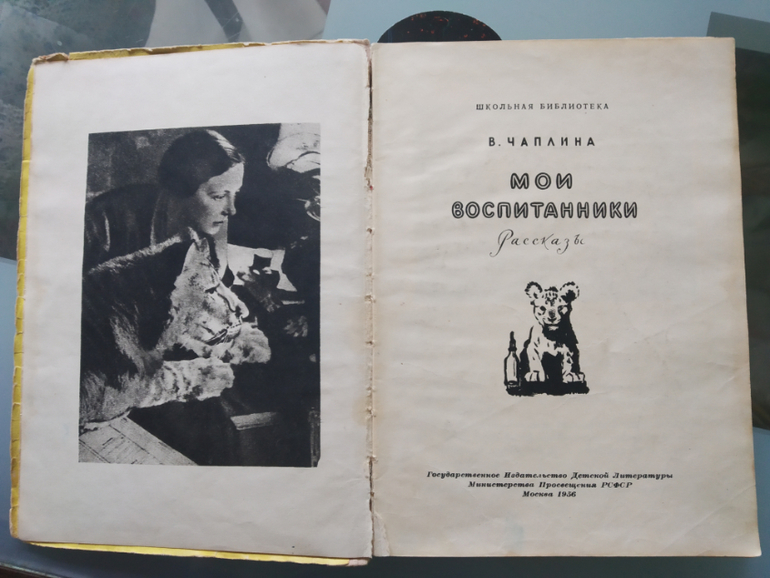 ШКОЛЬНАЯ БИБЛИОТЕКА
В. ЧАПЛИНА
МОИ
ВОСПИТАННИКИ
Рассказы
Государственное Издательство Детской Литературы
Министерства Просвещения РСФСР
Москва 1956